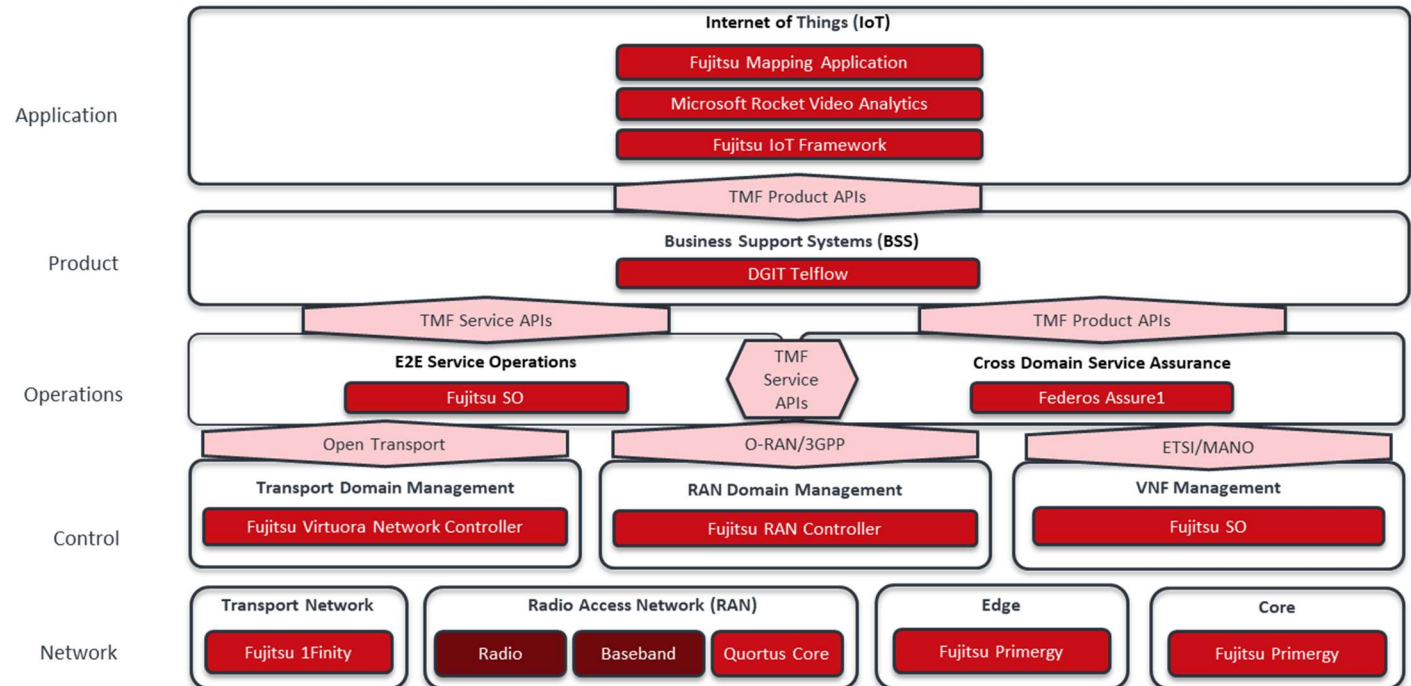 Internet of Things (IoT)
Fujitsu Mapping Application
Application
Microsoft Rocket Video Analytics
Fujitsu IoT Framework
TMF Product APIs
Product
Business Support Systems (BSS)
DGIT Telflow
TMF Service APIs
TMF Product APIs
Operations
E2E Service Operations
Fujitsu SO
TMF
Service
APIs
Cross Domain Service Assurance
Federos Assure1
Open Transport
O-RAN/3GPP
ETSI/MANO
Control
Transport Domain Management
Fujitsu Virtuora Network Controller
RAN Domain Management
Fujitsu RAN Controller
VNF Management
Fujitsu SO
Network
Transport Network
Fujitsu 1Finity
Radio Access Network (RAN)
Radio
Baseband
Quortus Core
Edge
Fujitsu Primergy
Core
Fujitsu Primergy